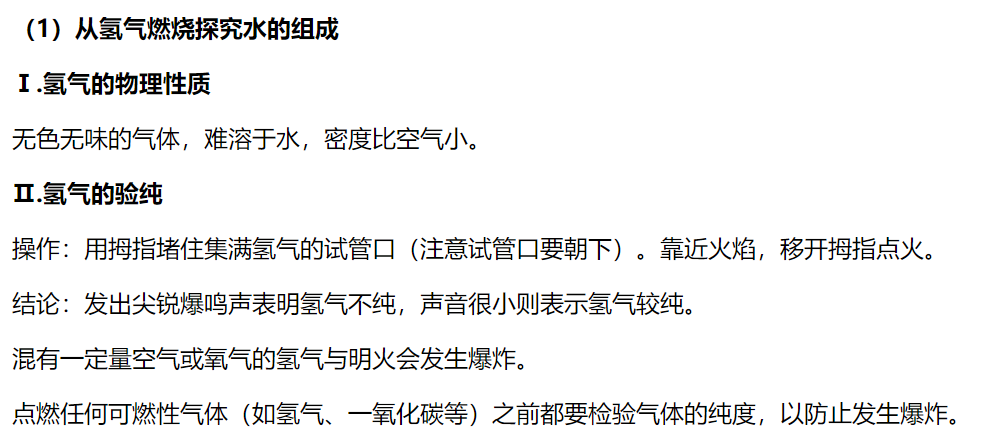 （1）从氢气燃烧探究水的组成
Ⅰ.氢气的物理性质
无色无味的气体，难溶于水，密度比空气小。
Ⅱ.氢气的验纯
操作：用拇指堵住集满氢气的试管口（注意试管口要朝下）。靠近火焰，移开拇指点火。
结论：发出尖锐爆鸣声表明氢气不纯，声音很小则表示氢气较纯。
混有一定量空气或氧气的氢气与明火会发生爆炸。
点燃任何可燃性气体（如氢气、一氧化碳等）之前都要检验气体的纯度，以防止发生爆炸。